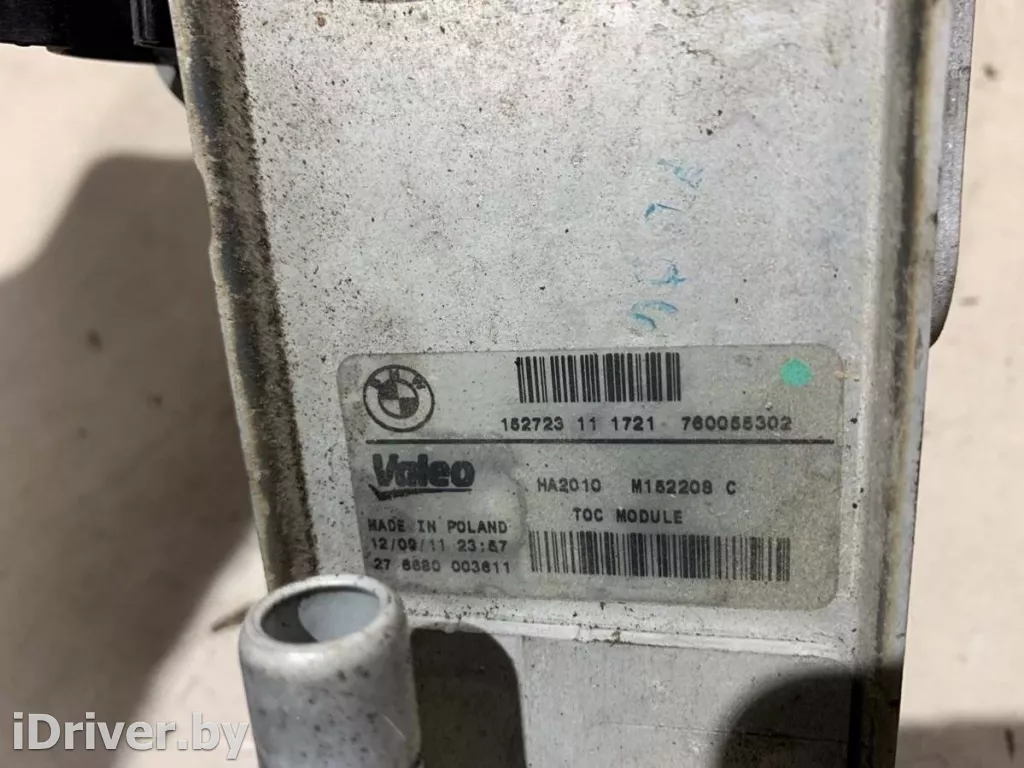 BMW
152723 11 1721 760055302
Valeo
HA2010 M152208 C
TOC MODULE
MADE IN POLAND
12/09/11 23:57
27 6680 003611
iDriver.by